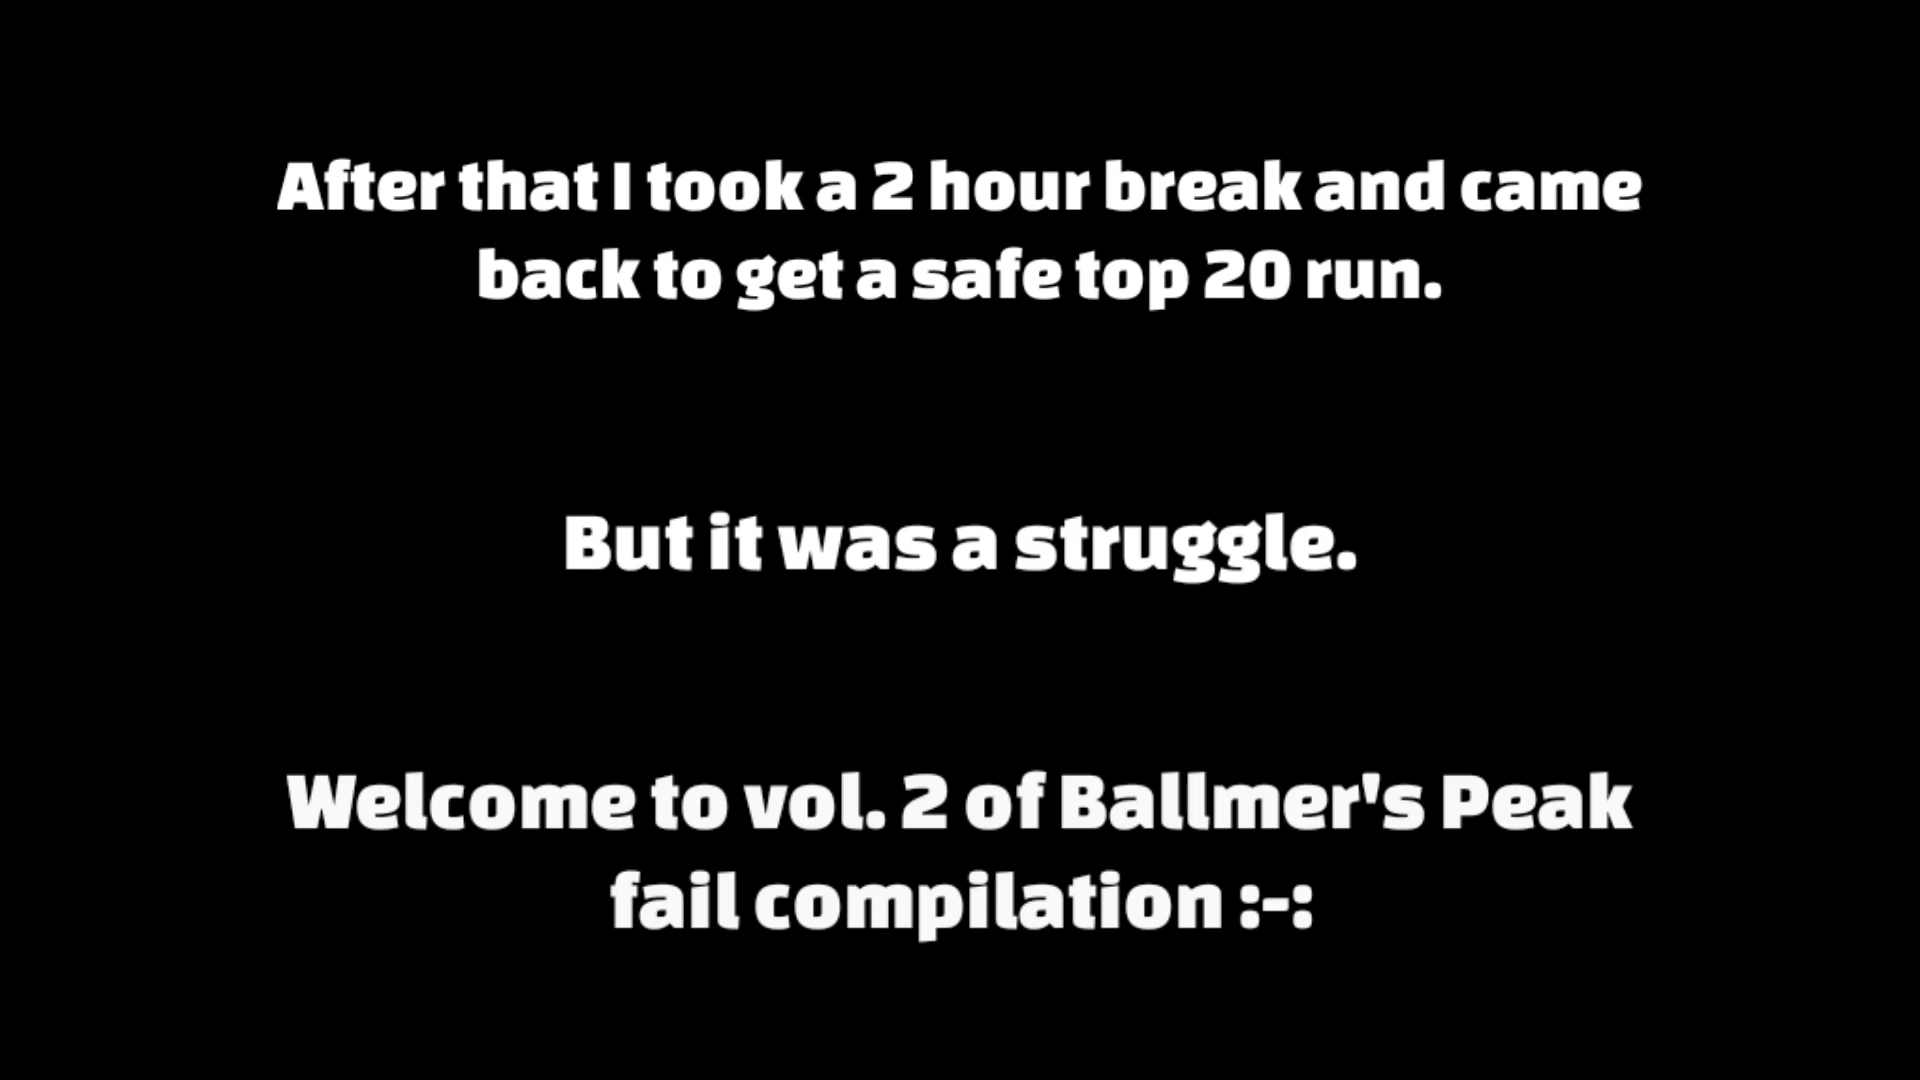 After that I took a 2 hour break and came
back to get a safe top 20 run.
But it was a struggle.
Welcome to vol. 2 of Ballmer's Peak
fail compilation :-: